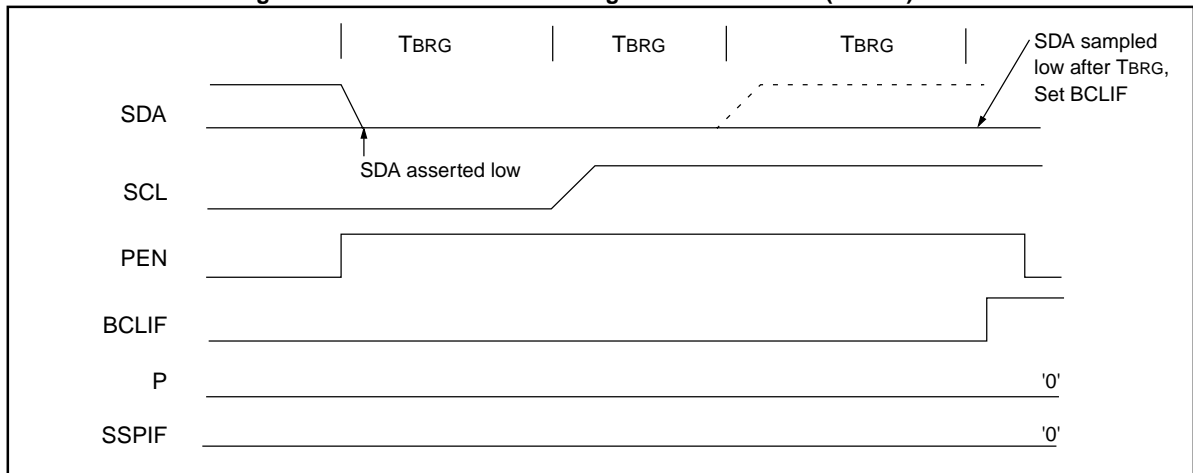 TBRG TBRG TBRG
SDA sampled
low after TBRG,
Set BCLIF
SDA
SDA asserted low
SCL
PEN
BCLIF
P '0'
SSPIF '0'